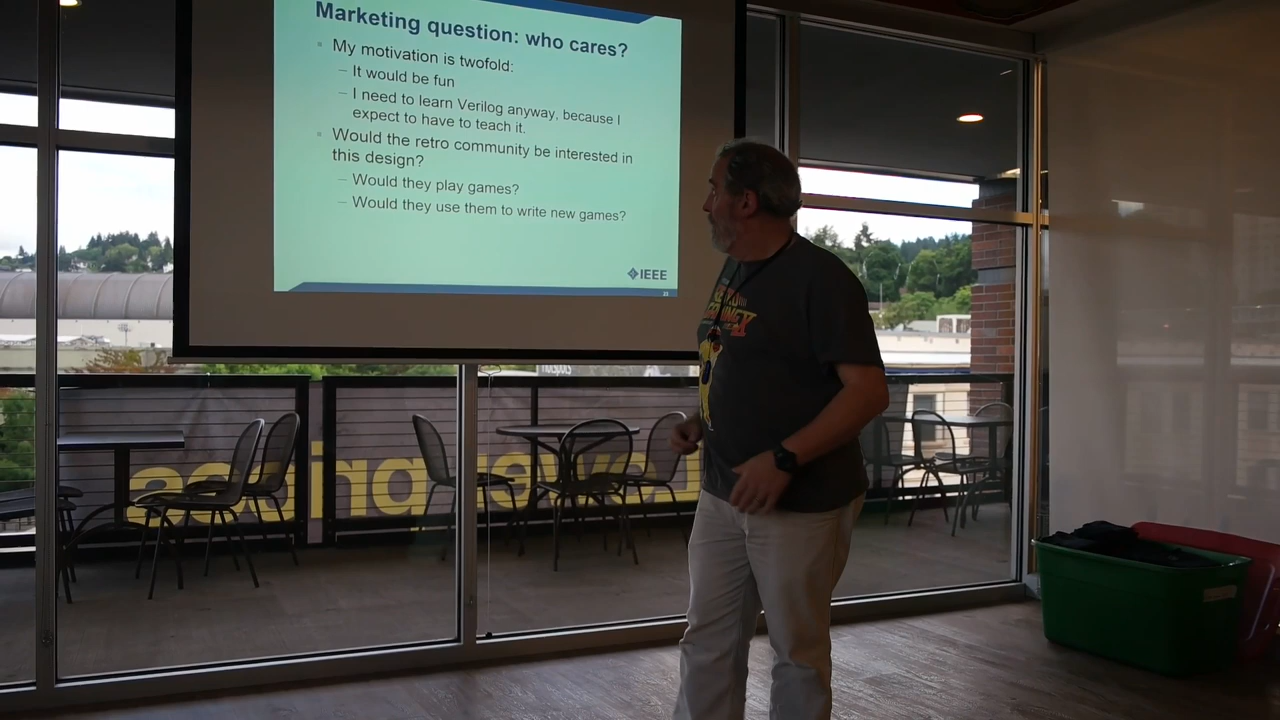 Marketing question: who cares?
My motivation is twofold:
– It would be fun
– I need to learn Verilog anyway, because I
expect to have to teach it.
Would the retro community be interested in
this design?
– Would they play games?
– Would they use them to write new games?
IEEE